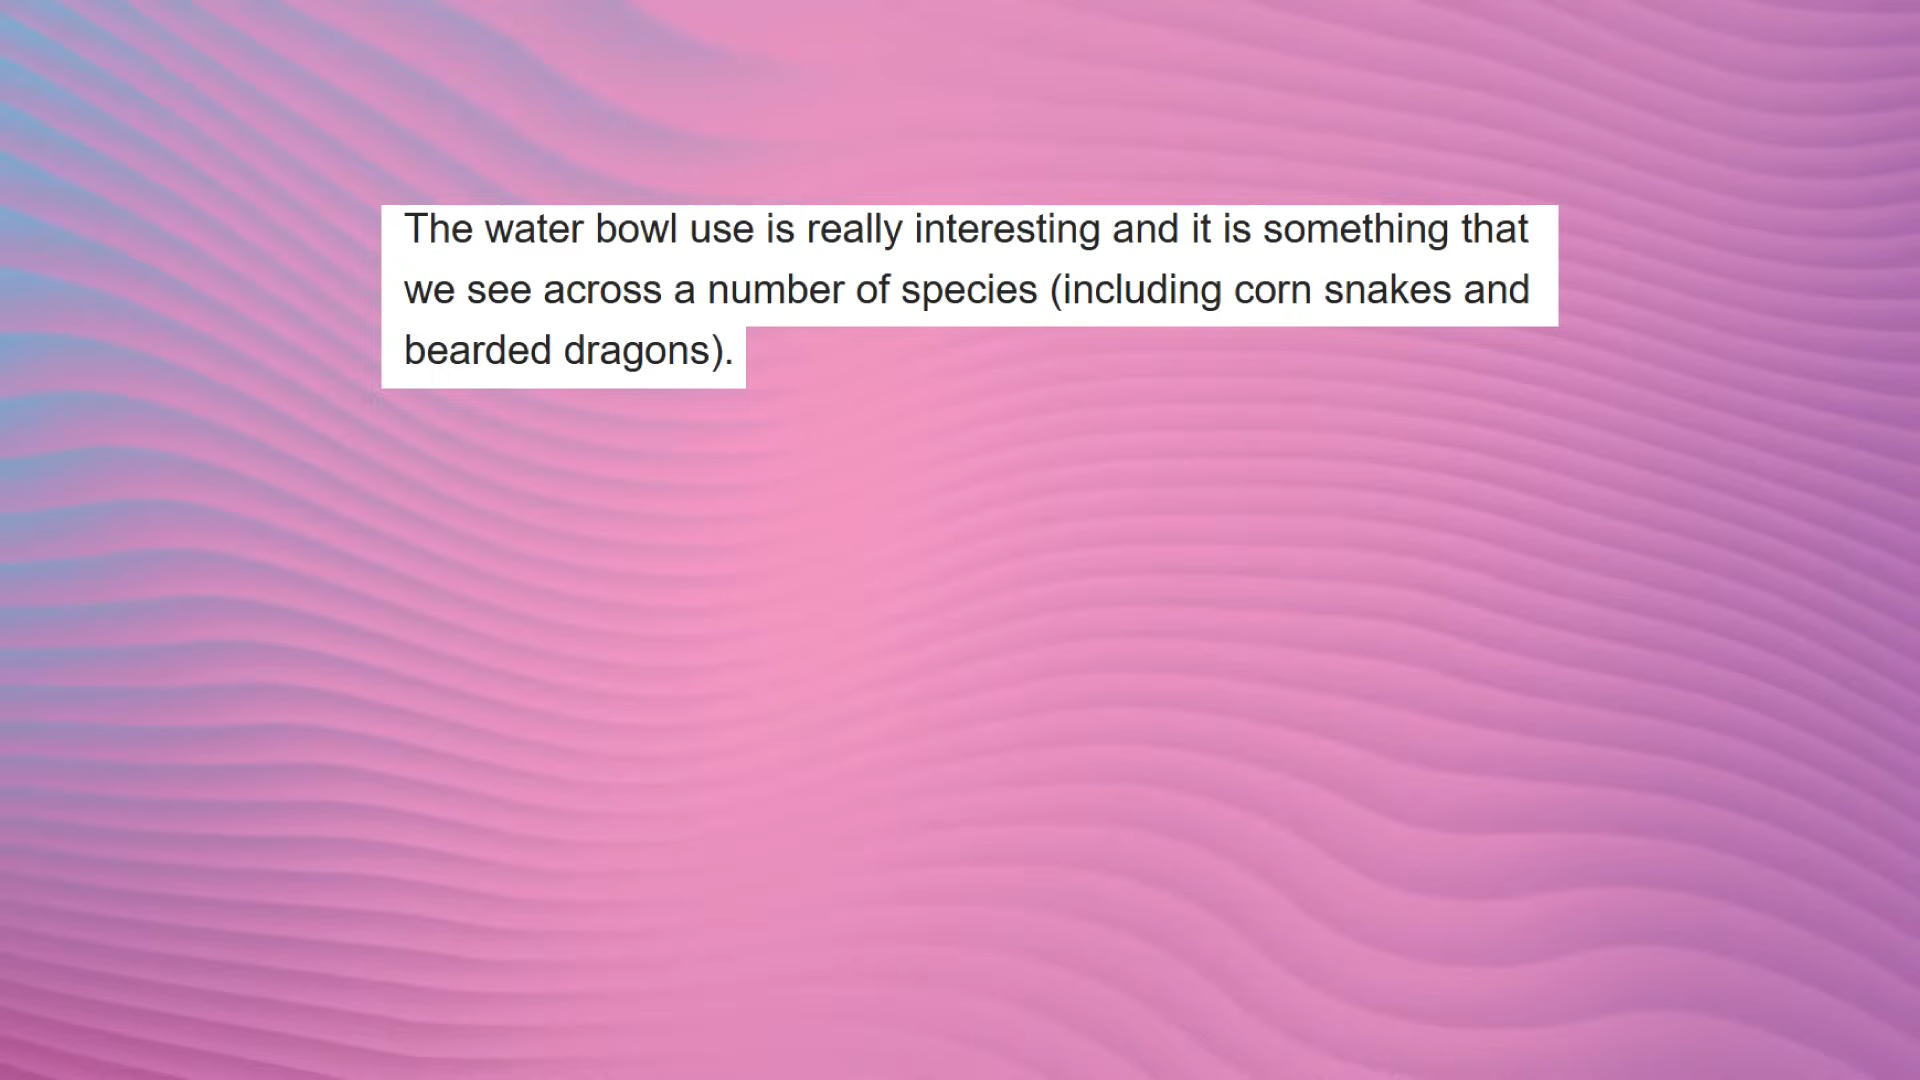 The water bowl use is really interesting and it is something that
we see across a number of species (including corn snakes and
bearded dragons).